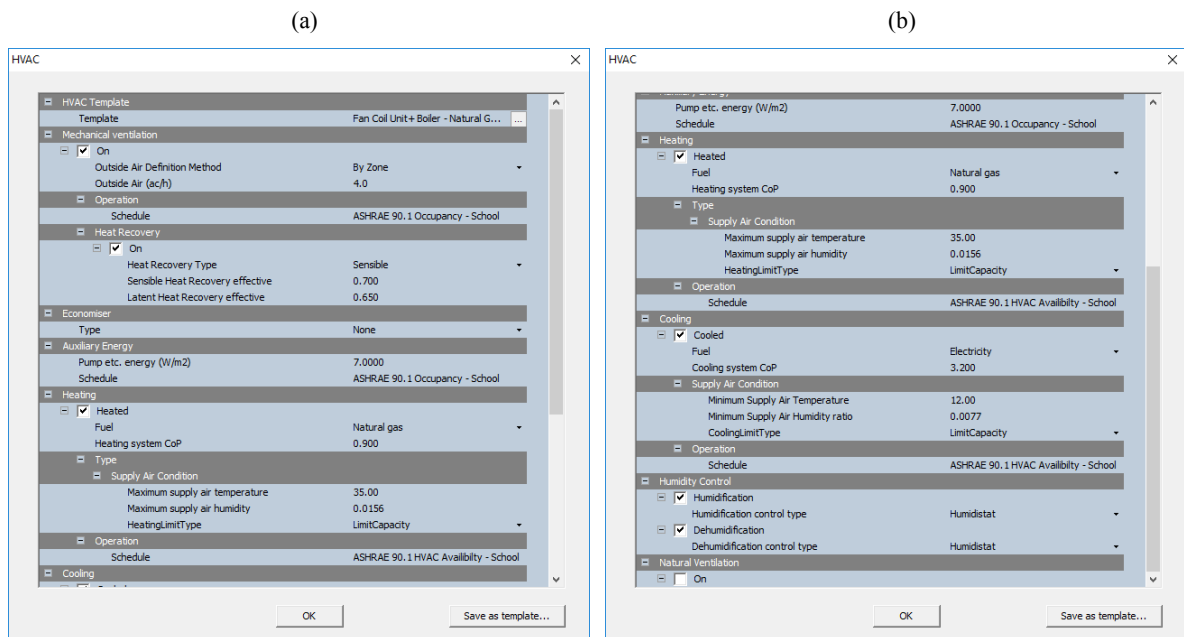 (a)
HVAC
HVAC Template
Template Fan Coil Unit+ Boiler - Natural G... ...
Mechanical ventilation
On
Outside Air Definition Method By Zone
Outside Air (ac/h) 4.0
Operation
Schedule ASHRAE 90.1 Occupancy - School
Heat Recovery
On
Heat Recovery Type Sensible
Sensible Heat Recovery effective 0.700
Latent Heat Recovery effective 0.650
Economiser
Type None
Auxiliary Energy
Pump etc. energy (W/m2) 7.0000
Schedule ASHRAE 90.1 Occupancy - School
Heating
Heated
Fuel Natural gas
Heating system CoP 0.900
Type
Supply Air Condition
Maximum supply air temperature 35.00
Maximum supply air humidity 0.0156
HeatingLimitType LimitCapacity
Operation
Schedule ASHRAE 90.1 HVAC Availibilty - School
Cooling
OK Save as template...
(b)
HVAC
Pump etc. energy (W/m2) 7.0000
Schedule ASHRAE 90.1 Occupancy - School
Heating
Heated
Fuel Natural gas
Heating system CoP 0.900
Type
Supply Air Condition
Maximum supply air temperature 35.00
Maximum supply air humidity 0.0156
HeatingLimitType LimitCapacity
Operation
Schedule ASHRAE 90.1 HVAC Availibilty - School
Cooling
Cooled
Fuel Electricity
Cooling system CoP 3.200
Supply Air Condition
Minimum Supply Air Temperature 12.00
Minimum Supply Air Humidity ratio 0.0077
CoolingLimitType LimitCapacity
Operation
Schedule ASHRAE 90.1 HVAC Availibilty - School
Humidity Control
Humidification
Humidification control type Humidistat
Dehumidification
Dehumidification control type Humidistat
Natural Ventilation
On
OK Save as template...